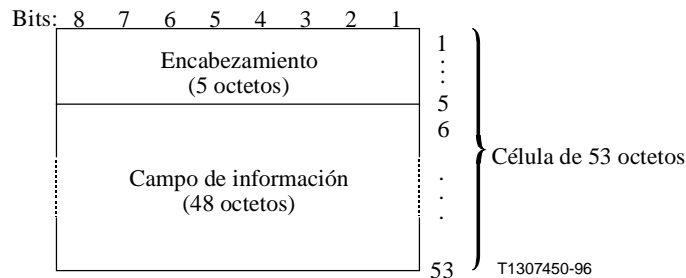 Bits: 8 7 6 5 4 3 2 1
Encabezamiento
(5 octetos)
1
5
6
Célula de 53 octetos
Campo de información
(48 octetos)
53
T1307450-96